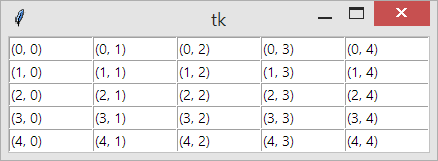 tk
(0, 0) (0, 1) (0, 2) (0, 3) (0, 4)
(1, 0) (1, 1) (1, 2) (1, 3) (1, 4)
(2, 0) (2, 1) (2, 2) (2, 3) (2, 4)
(3, 0) (3, 1) (3, 2) (3, 3) (3, 4)
(4, 0) (4, 1) (4, 2) (4, 3) (4, 4)